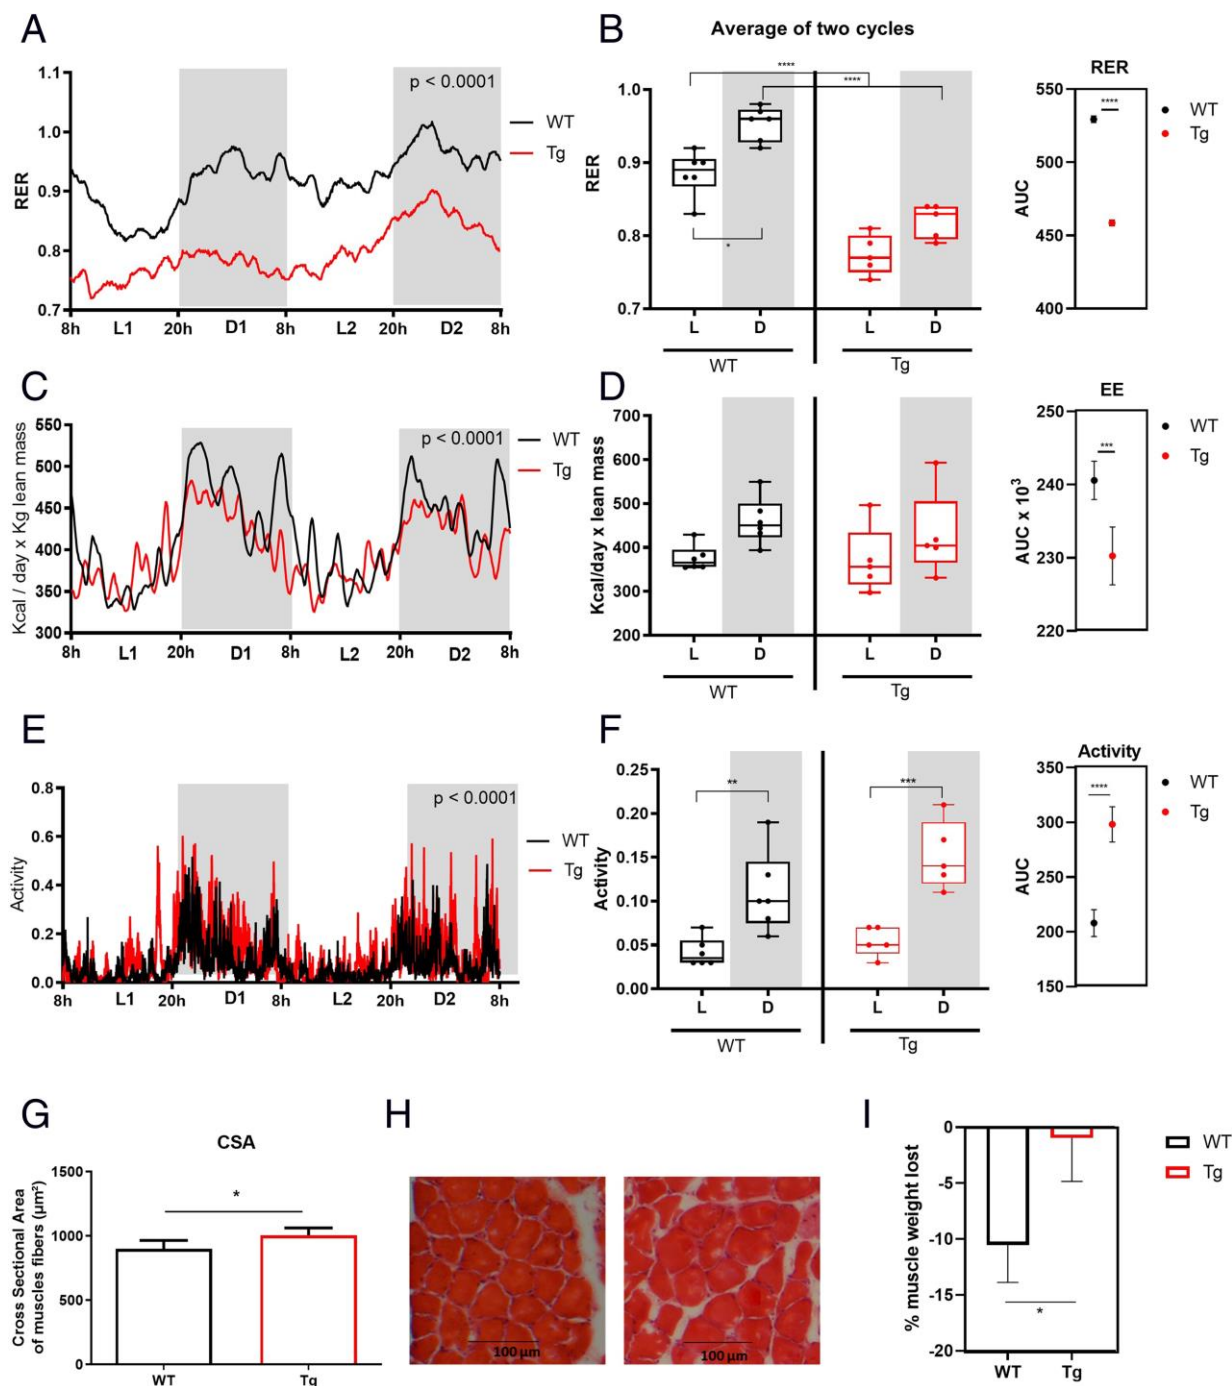 A
RER
1.1
1.0
0.9
0.8
0.7
p < 0.0001
WT
Tg
8h L1 20h D1 8h L2 20h D2 8h
B
Average of two cycles
RER
1.0
0.9
0.8
0.7
****
****
*
L D L D
WT Tg
RER
AUC
550
500
450
400
****
WT
Tg
C
Kcal / day x Kg lean mass
550
500
450
400
350
300
p < 0.0001
WT
Tg
8h L1 20h D1 8h L2 20h D2 8h
D
Kcal/day x lean mass
700
600
500
400
300
200
L D L D
WT Tg
EE
AUC x 10³
250
240
230
220
***
WT
Tg
E
Activity
0.8
0.6
0.4
0.2
0.0
p < 0.0001
WT
Tg
8h L1 20h D1 8h L2 20h D2 8h
F
Activity
0.25
0.20
0.15
0.10
0.05
0.00
**
***
L D L D
WT Tg
Activity
AUC
350
300
250
200
150
****
WT
Tg
G
CSA
Cross Sectional Area
of muscles fibers (µm²)
1500
1000
500
0
*
WT Tg
H
100 µm
100 µm
I
% muscle weight lost
0
-5
-10
-15
-20
*
WT Tg
WT
Tg